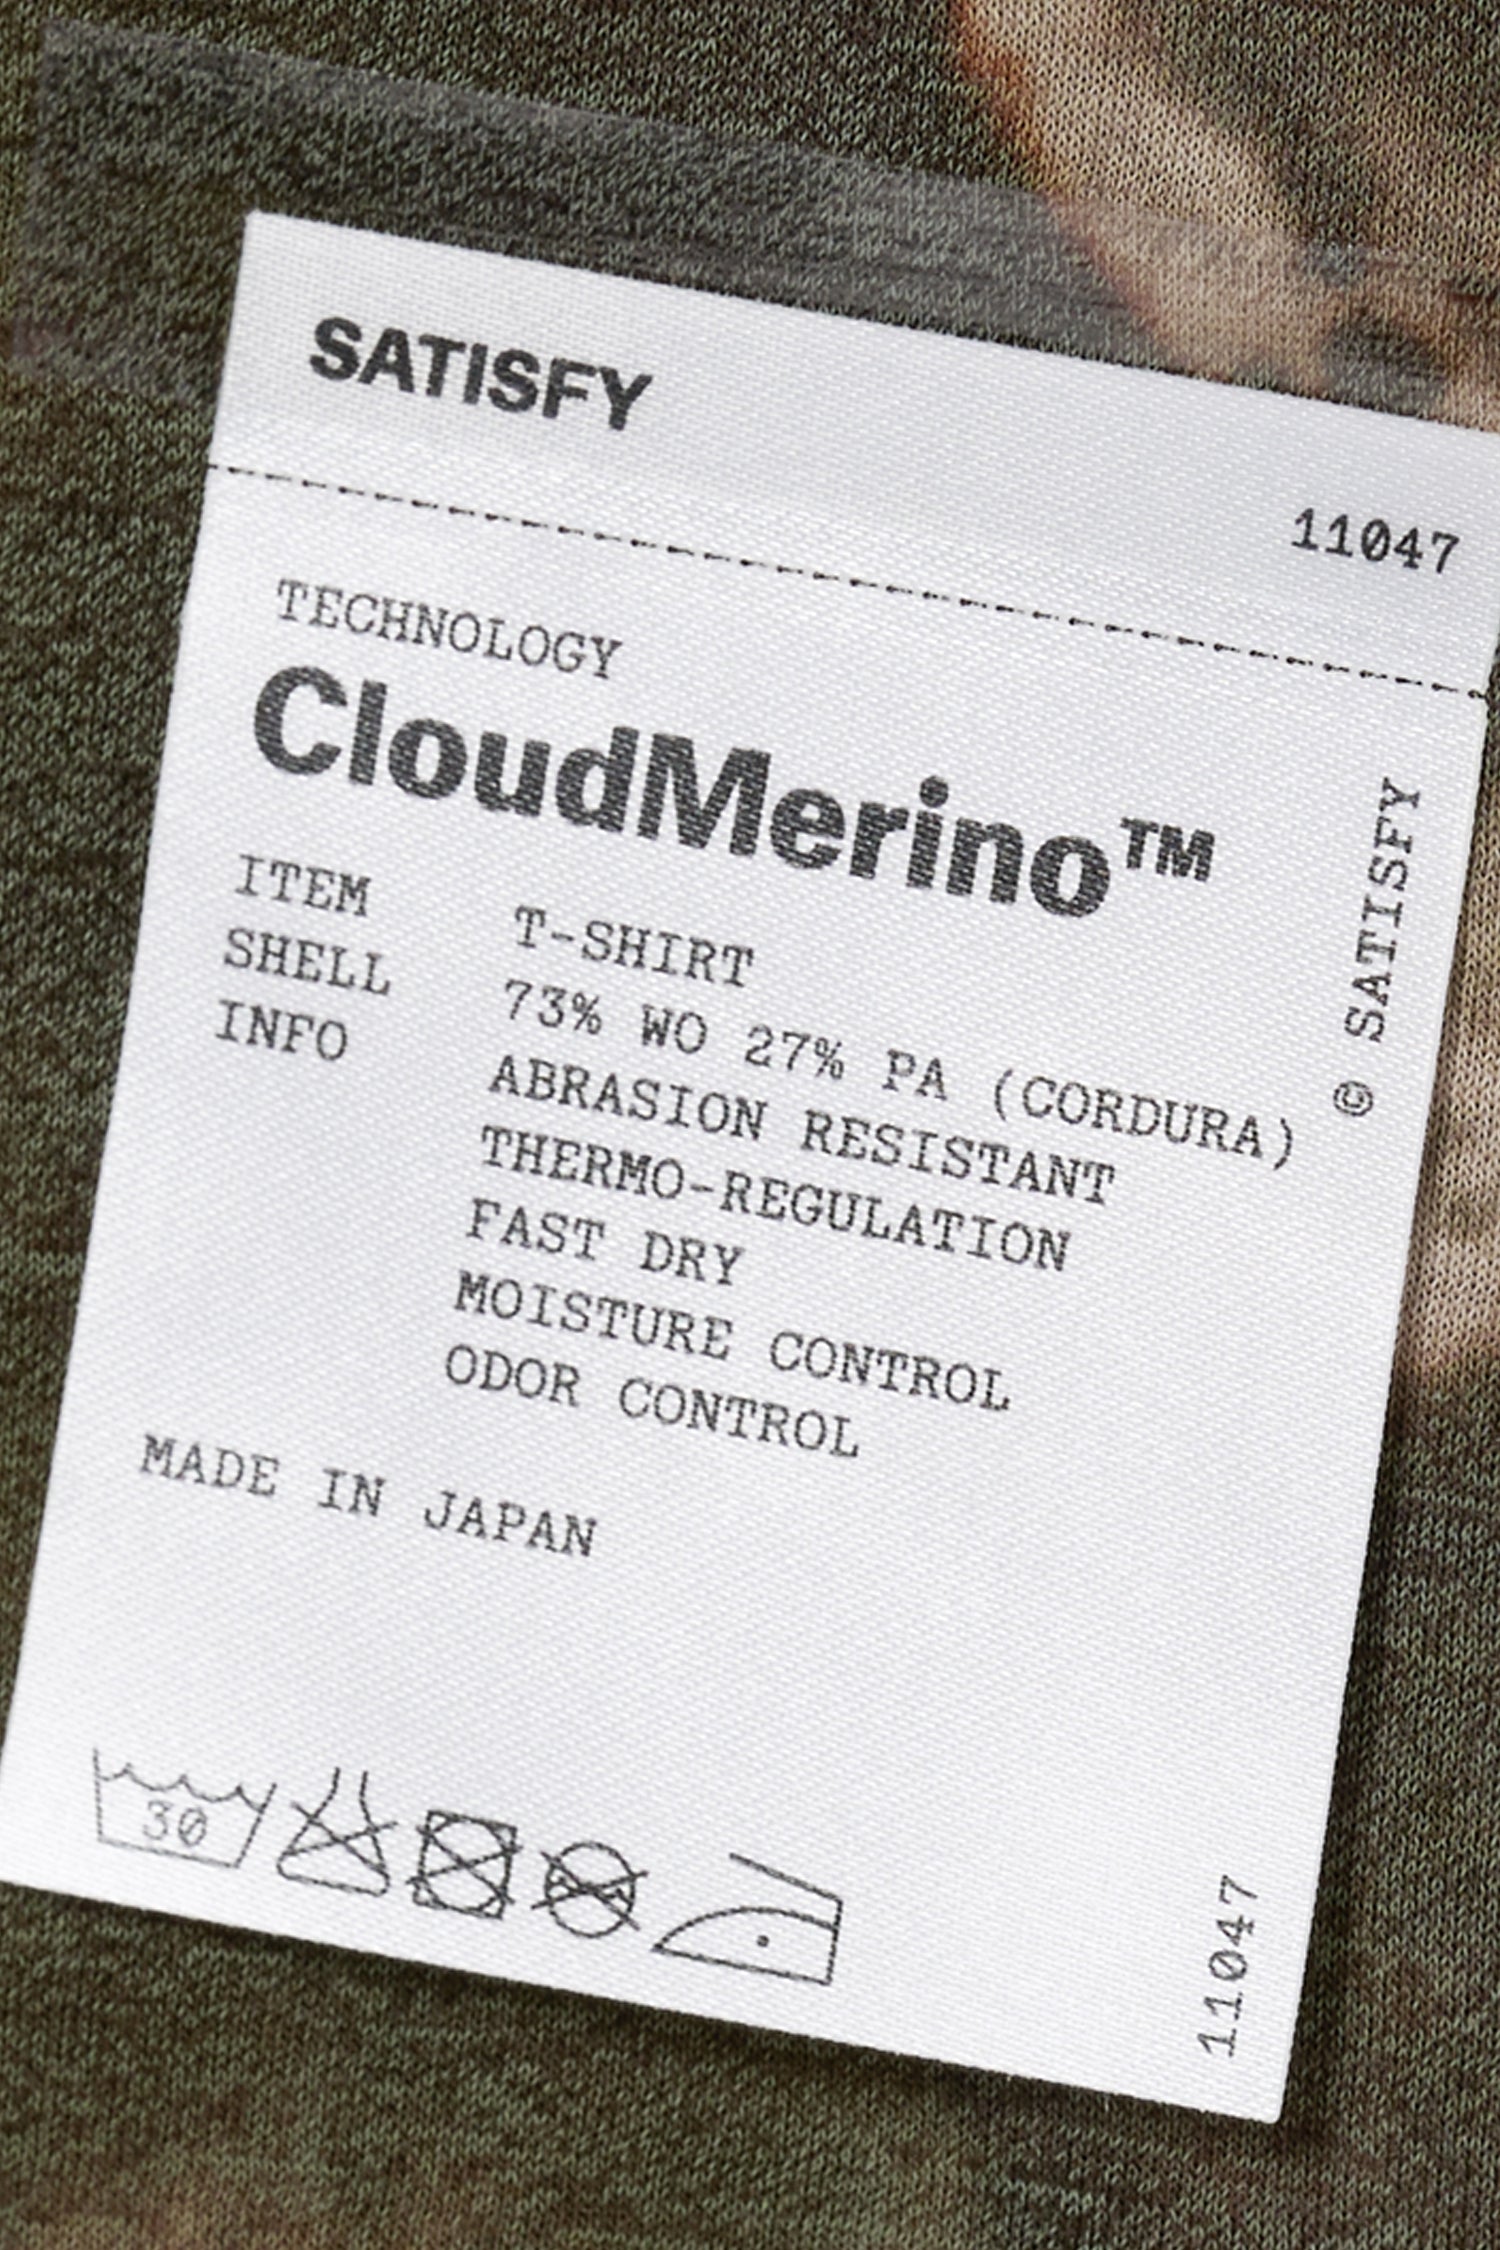 SATISFY
11047
TECHNOLOGY
CloudMerino™
ITEM T-SHIRT
SHELL 73% WO 27% PA (CORDURA)
INFO ABRASION RESISTANT
THERMO-REGULATION
FAST DRY
MOISTURE CONTROL
ODOR CONTROL
MADE IN JAPAN
© SATISFY
30
11047